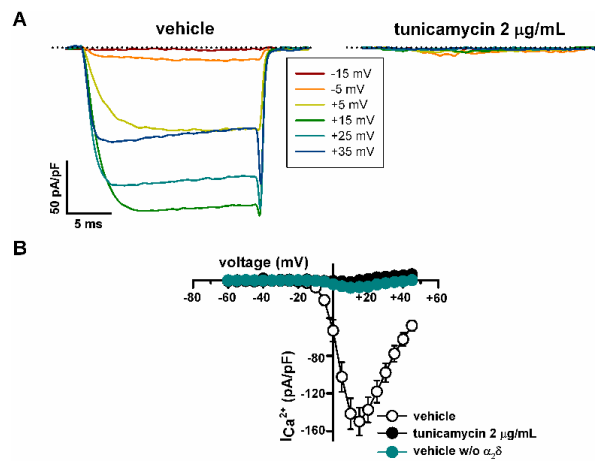 A
vehicle
tunicamycin 2 μg/mL
-15 mV
-5 mV
+5 mV
+15 mV
+25 mV
+35 mV
50 pA/pF
5 ms
B
voltage (mV)
-80 -60 -40 -20 +20 +40 +60
-80
-120
-160
ICa²⁺ (pA/pF)
vehicle
tunicamycin 2 μg/mL
vehicle w/o α₂δ